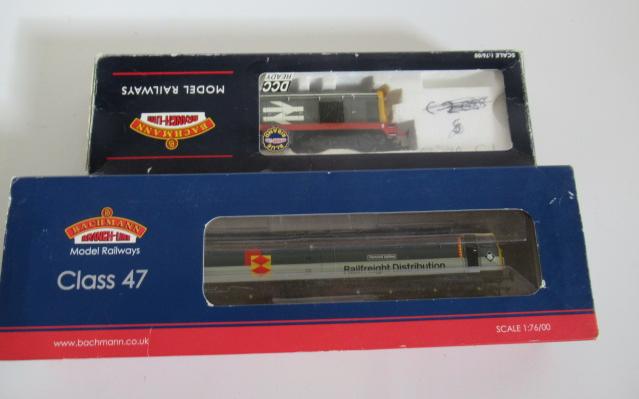 SCALE 1:76/00
DCC
READY
MODEL RAILWAYS
BACHMANN
BRANCH-LINE
BACHMANN
BRANCH-LINE
Model Railways
Class 47
Railfreight Distribution
www.bachmann.co.uk
SCALE 1:76/00